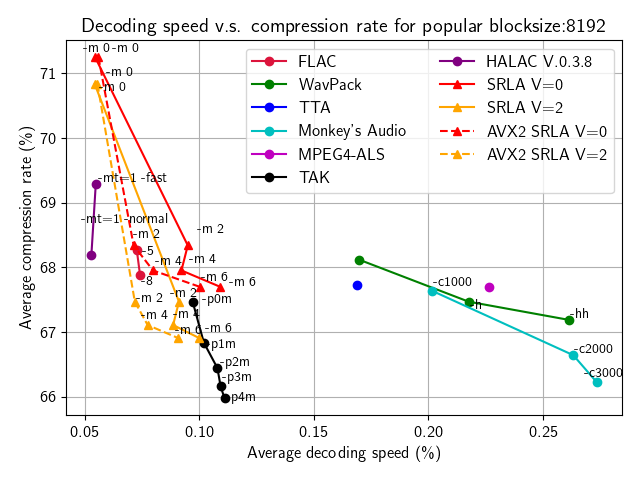 Decoding speed v.s. compression rate for popular blocksize:8192
Average compression rate (%)
71
70
69
68
67
66
0.05
0.10
0.15
0.20
0.25
Average decoding speed (%)
FLAC
WavPack
TTA
Monkey's Audio
MPEG4-ALS
TAK
HALAC V.0.3.8
SRLA V=0
SRLA V=2
AVX2 SRLA V=0
AVX2 SRLA V=2
-m 0
-m 0
-m 0
-m 0
-mt=1 -fast
-mt=1 -normal
-m 2
-m 2
-5
-m 4
-m 4
-8
-m 6
-m 6
-m 2
-m 2
-p0m
-m 4
-m 4
-m 6
-m 6
-p1m
-p2m
-p3m
-p4m
-c1000
-h
-hh
-c2000
-c3000